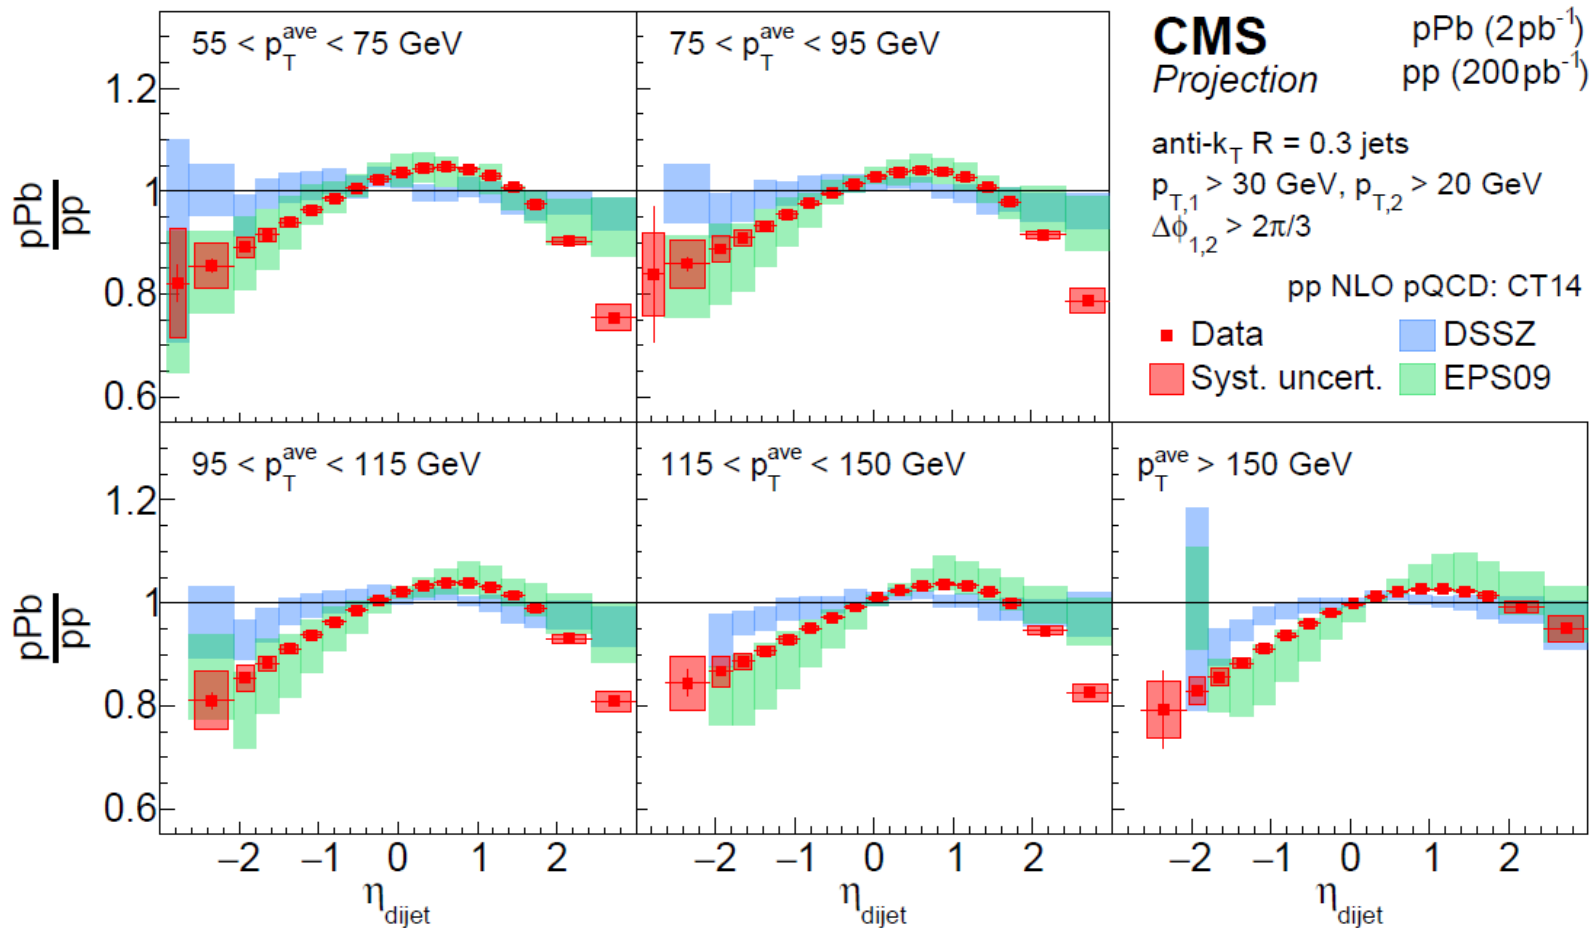 55 < p_T^ave < 75 GeV
75 < p_T^ave < 95 GeV
CMS
Projection
pPb (2pb⁻¹)
pp (200pb⁻¹)
anti-k_T R = 0.3 jets
p_T,1 > 30 GeV, p_T,2 > 20 GeV
Δϕ_1,2 > 2π/3
pp NLO pQCD: CT14
Data
DSSZ
Syst. uncert.
EPS09
1.2
1
0.8
0.6
pPb
pp
95 < p_T^ave < 115 GeV
115 < p_T^ave < 150 GeV
p_T^ave > 150 GeV
1.2
1
0.8
0.6
pPb
pp
−2 −1 0 1 2
−2 −1 0 1 2
−2 −1 0 1 2
η_dijet
η_dijet
η_dijet